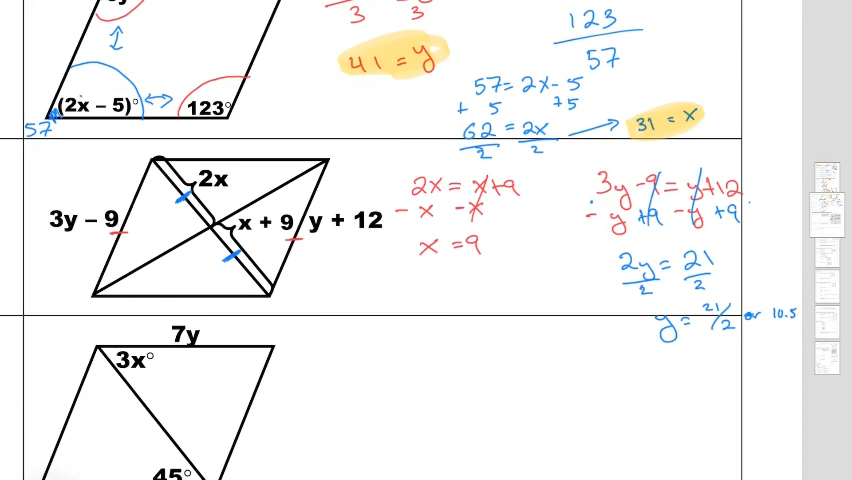 3 3
41 = y
(2x – 5)°
123°
57
123
57
57 = 2x - 5
+ 5 +5
62 = 2x
2 2
31 = x
3y – 9
2x
x + 9
y + 12
2x = x+9
- x -x
x = 9
3y - 9 = y+12
- y +9 -y +9
2y = 21
2 2
y = 21/2 or 10.5
7y
3x°
45°